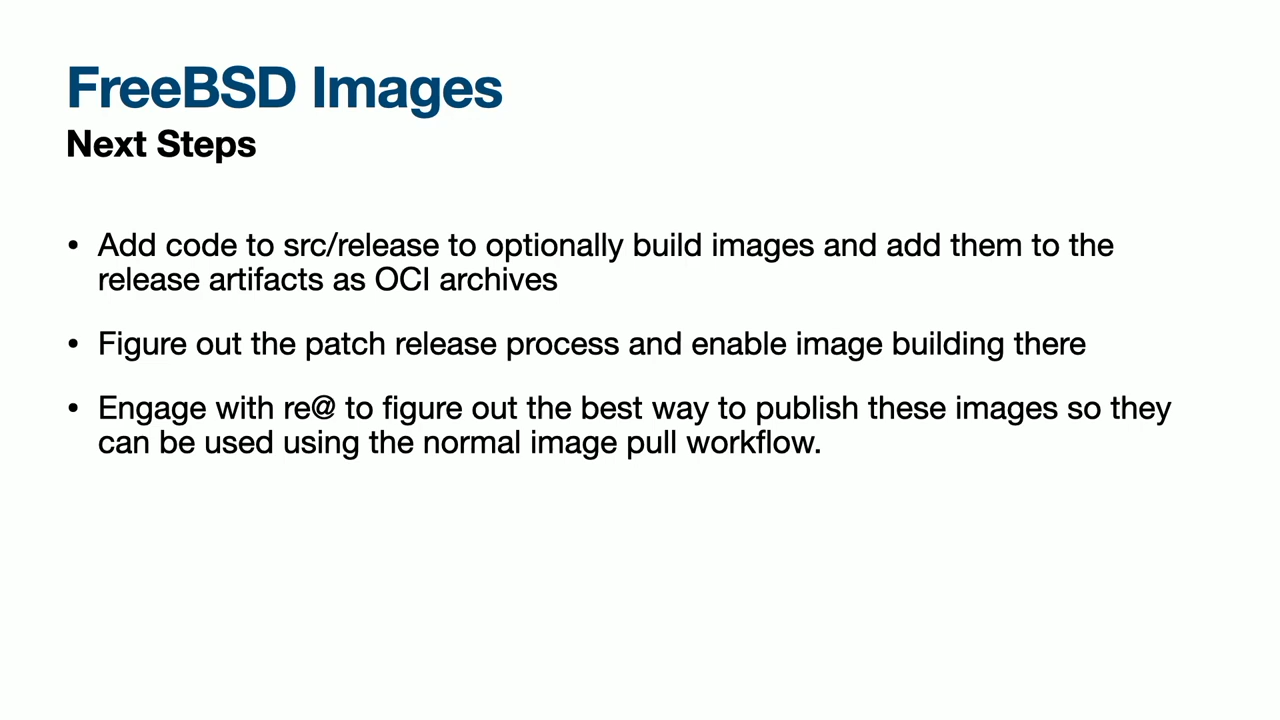 FreeBSD Images
Next Steps
• Add code to src/release to optionally build images and add them to the
release artifacts as OCI archives
• Figure out the patch release process and enable image building there
• Engage with re@ to figure out the best way to publish these images so they
can be used using the normal image pull workflow.